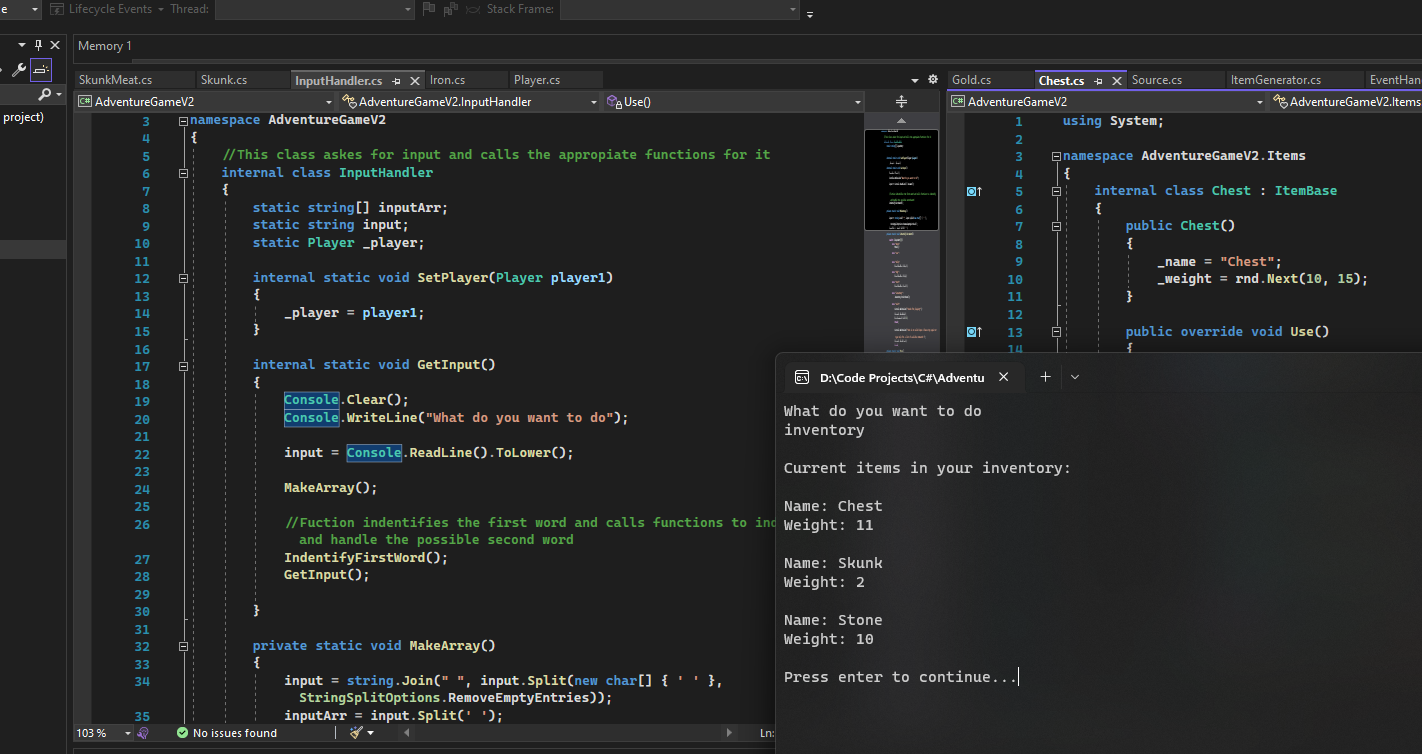 e
Lifecycle Events
Thread:
Stack Frame:
Memory 1
SkunkMeat.cs
Skunk.cs
InputHandler.cs
Iron.cs
Player.cs
Gold.cs
Chest.cs
Source.cs
ItemGenerator.cs
EventHan
project)
C# AdventureGameV2
AdventureGameV2.InputHandler
Use()
C# AdventureGameV2
AdventureGameV2.Items
3 namespace AdventureGameV2
4 {
5 //This class askes for input and calls the appropiate functions for it
6 internal class InputHandler
7 {
8 static string[] inputArr;
9 static string input;
10 static Player _player;
11
12 internal static void SetPlayer(Player player1)
13 {
14 _player = player1;
15 }
16
17 internal static void GetInput()
18 {
19 Console.Clear();
20 Console.WriteLine("What do you want to do");
21
22 input = Console.ReadLine().ToLower();
23
24 MakeArray();
25
26 //Fuction indentifies the first word and calls functions to ind
and handle the possible second word
27 IndentifyFirstWord();
28 GetInput();
29
30 }
31
32 private static void MakeArray()
33 {
34 input = string.Join(" ", input.Split(new char[] { ' ' },
StringSplitOptions.RemoveEmptyEntries));
35 inputArr = input.Split(' ');
103 %
No issues found
Ln:
1 using System;
2
3 namespace AdventureGameV2.Items
4 {
5 internal class Chest : ItemBase
6 {
7 public Chest()
8 {
9 _name = "Chest";
10 _weight = rnd.Next(10, 15);
11 }
12
13 public override void Use()
14 {
D:\Code Projects\C#\Adventu
What do you want to do
inventory
Current items in your inventory:
Name: Chest
Weight: 11
Name: Skunk
Weight: 2
Name: Stone
Weight: 10
Press enter to continue...